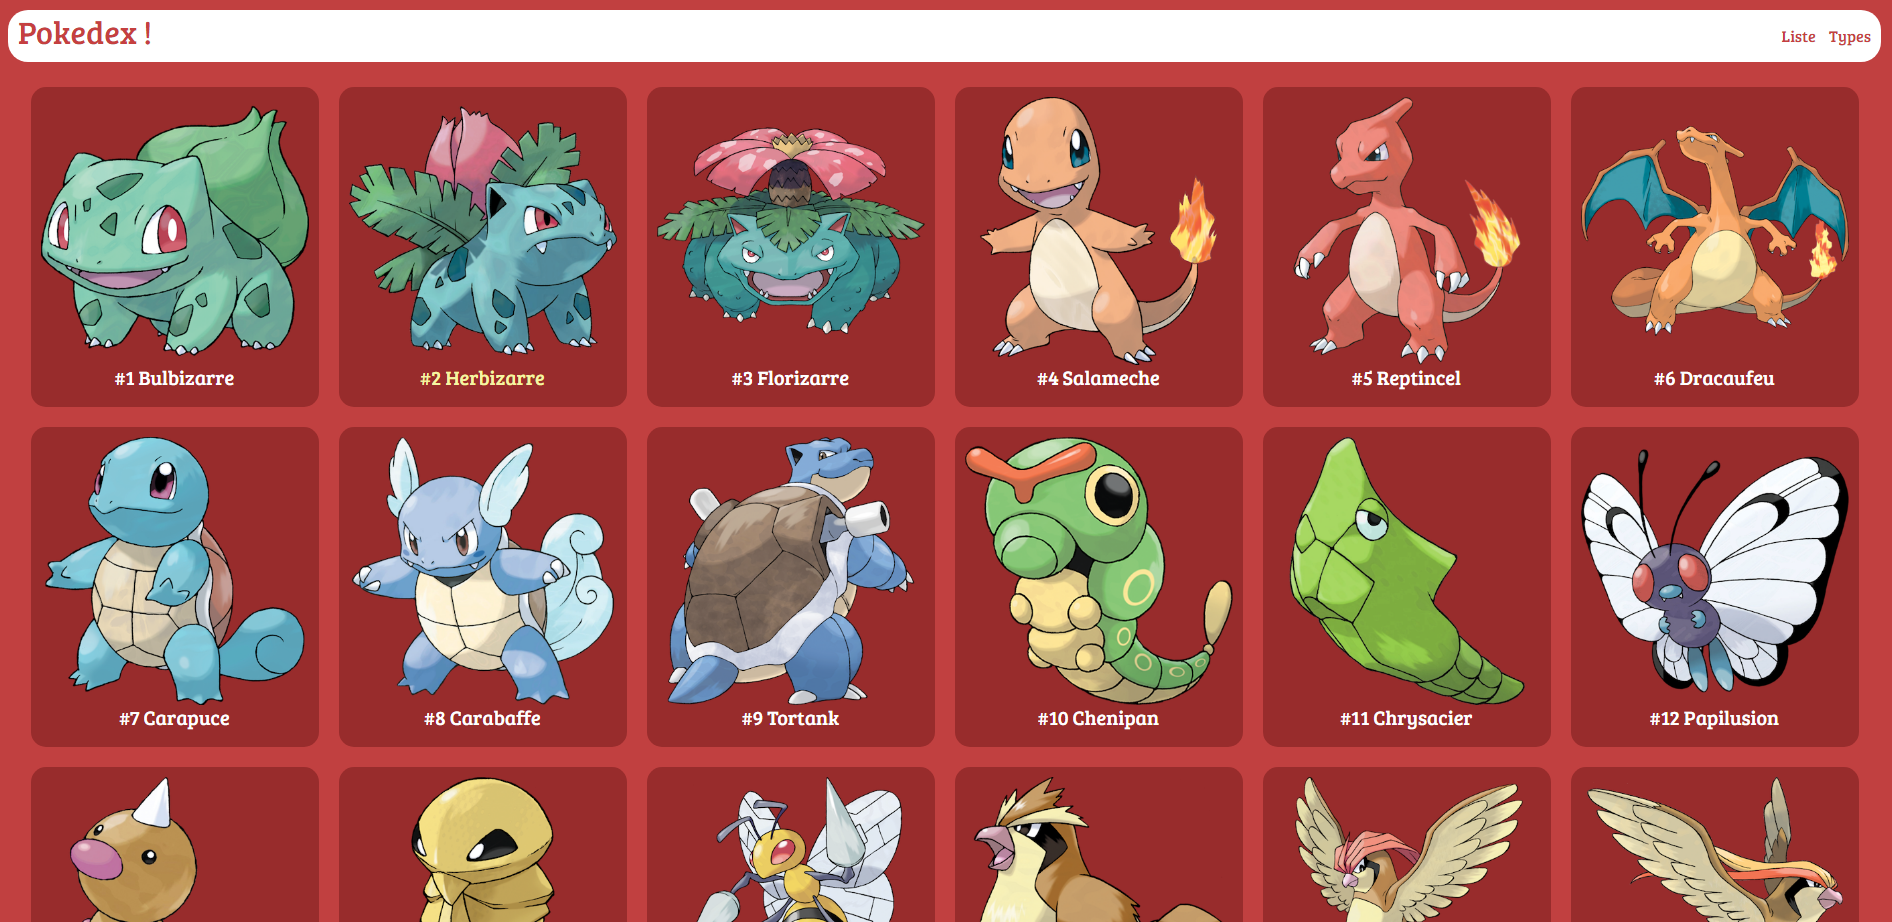 Pokedex !
Liste Types
#1 Bulbizarre
#2 Herbizarre
#3 Florizarre
#4 Salameche
#5 Reptincel
#6 Dracaufeu
#7 Carapuce
#8 Carabaffe
#9 Tortank
#10 Chenipan
#11 Chrysacier
#12 Papilusion